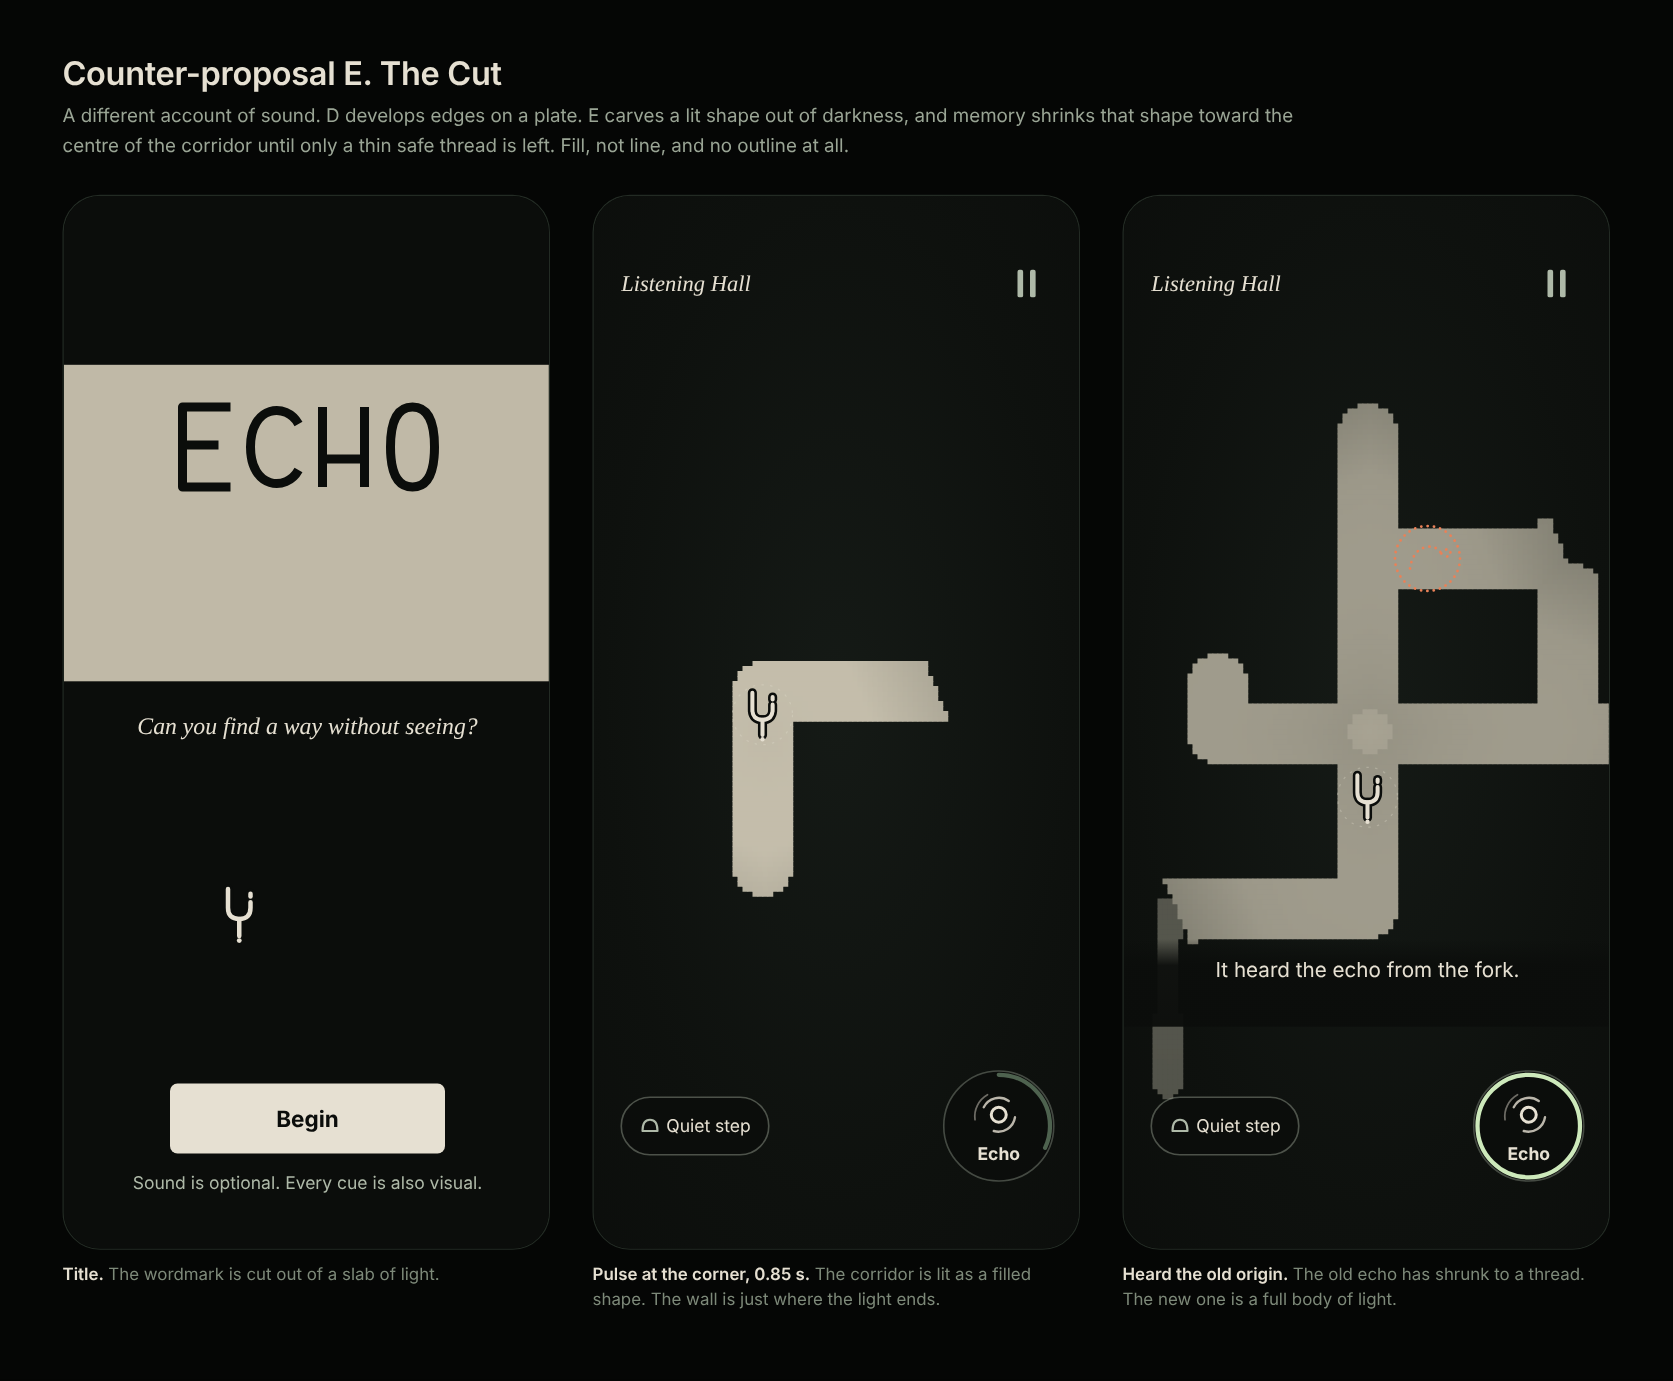 Counter-proposal E. The Cut
A different account of sound. D develops edges on a plate. E carves a lit shape out of darkness, and memory shrinks that shape toward the
centre of the corridor until only a thin safe thread is left. Fill, not line, and no outline at all.
ECHO
Can you find a way without seeing?
Begin
Sound is optional. Every cue is also visual.
Title. The wordmark is cut out of a slab of light.
Listening Hall
Quiet step
Echo
Pulse at the corner, 0.85 s. The corridor is lit as a filled
shape. The wall is just where the light ends.
Listening Hall
It heard the echo from the fork.
Quiet step
Echo
Heard the old origin. The old echo has shrunk to a thread.
The new one is a full body of light.